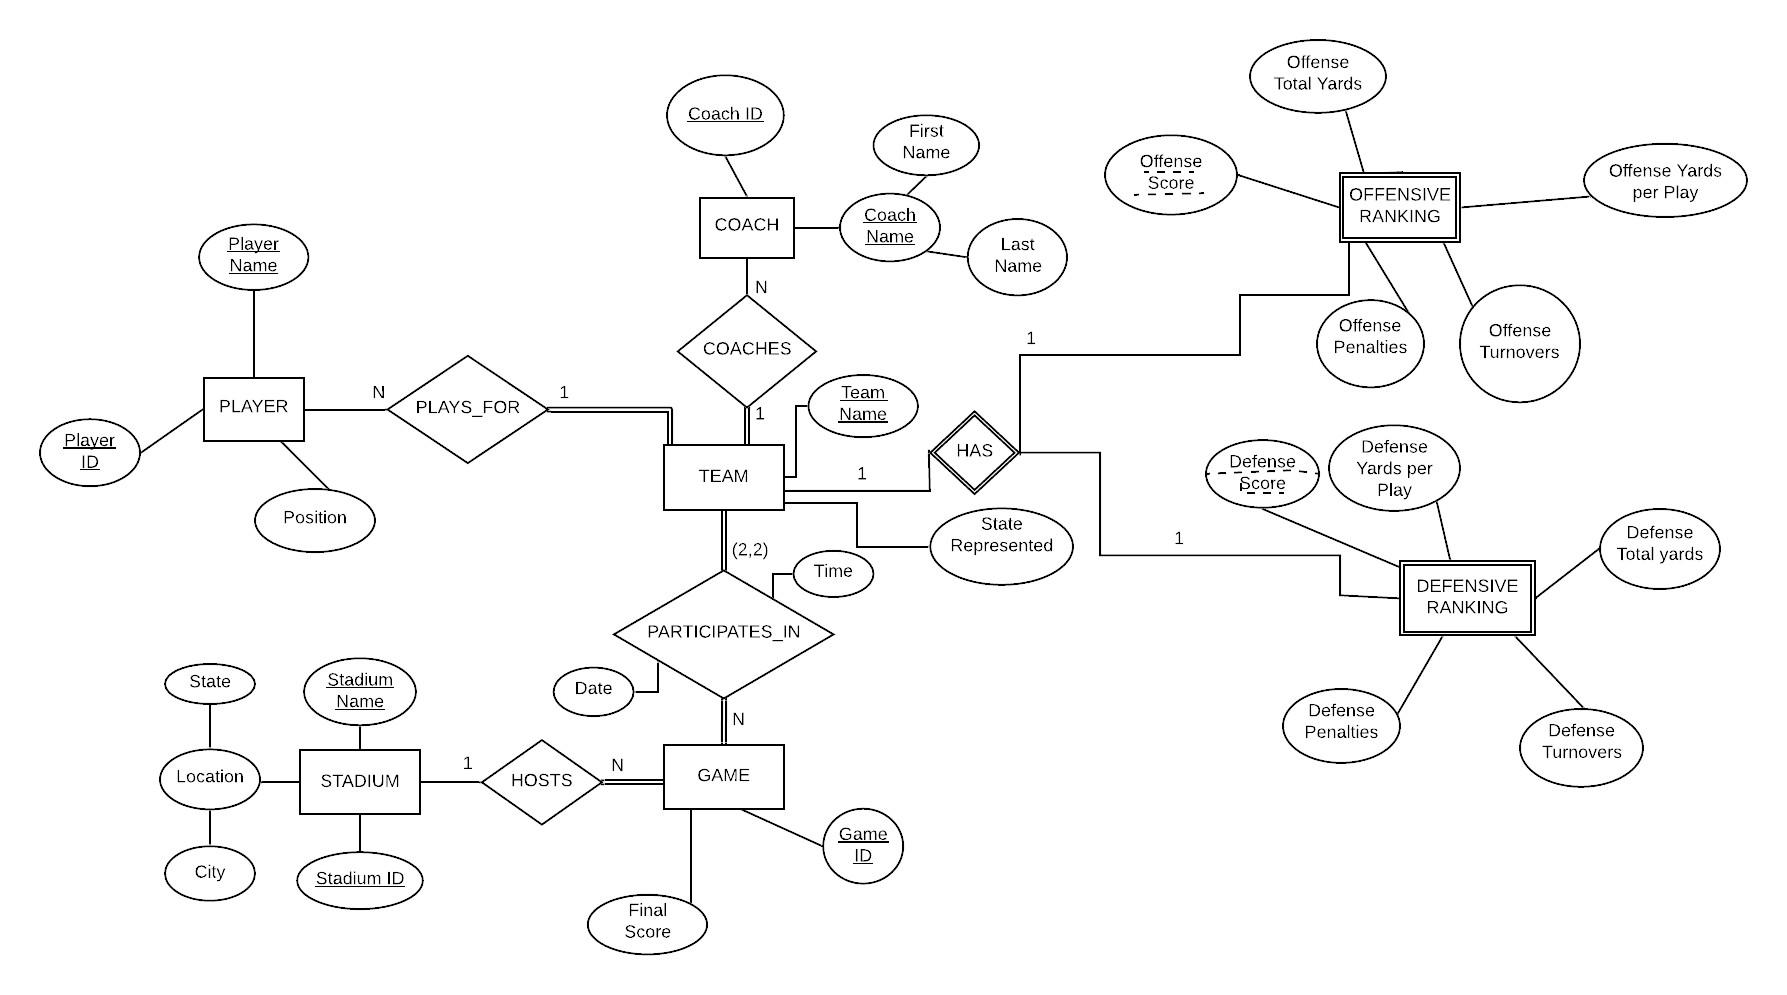 Offense
Total Yards
Coach ID
First
Name
Offense
Score
Offense Yards
per Play
OFFENSIVE
RANKING
COACH
Coach
Name
Last
Name
Player
Name
N
COACHES
1
Offense
Penalties
Offense
Turnovers
PLAYER
N
PLAYS_FOR
1
1
Team
Name
Player
ID
Position
TEAM
1
HAS
Defense
Score
Defense
Yards per
Play
State
Represented
1
Defense
Total yards
(2,2)
Time
DEFENSIVE
RANKING
PARTICIPATES_IN
Date
N
State
Stadium
Name
Defense
Penalties
Defense
Turnovers
Location
STADIUM
1
HOSTS
N
GAME
City
Stadium ID
Game
ID
Final
Score